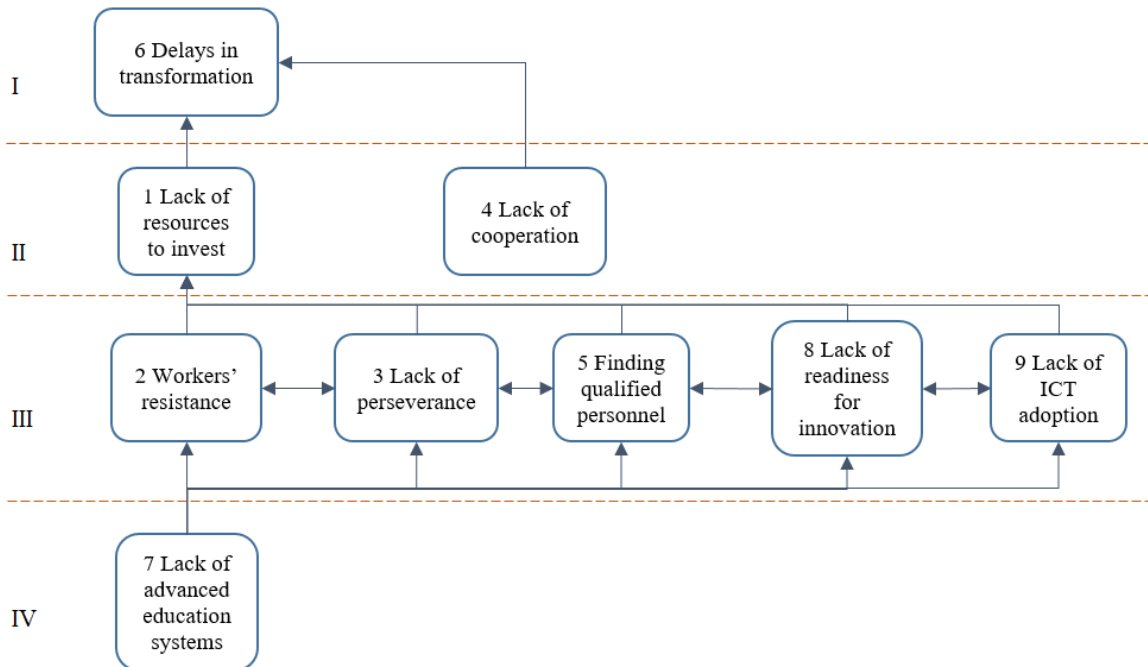 I
6 Delays in
transformation
II
1 Lack of
resources
to invest
4 Lack of
cooperation
III
2 Workers’
resistance
3 Lack of
perseverance
5 Finding
qualified
personnel
8 Lack of
readiness
for
innovation
9 Lack of
ICT
adoption
IV
7 Lack of
advanced
education
systems